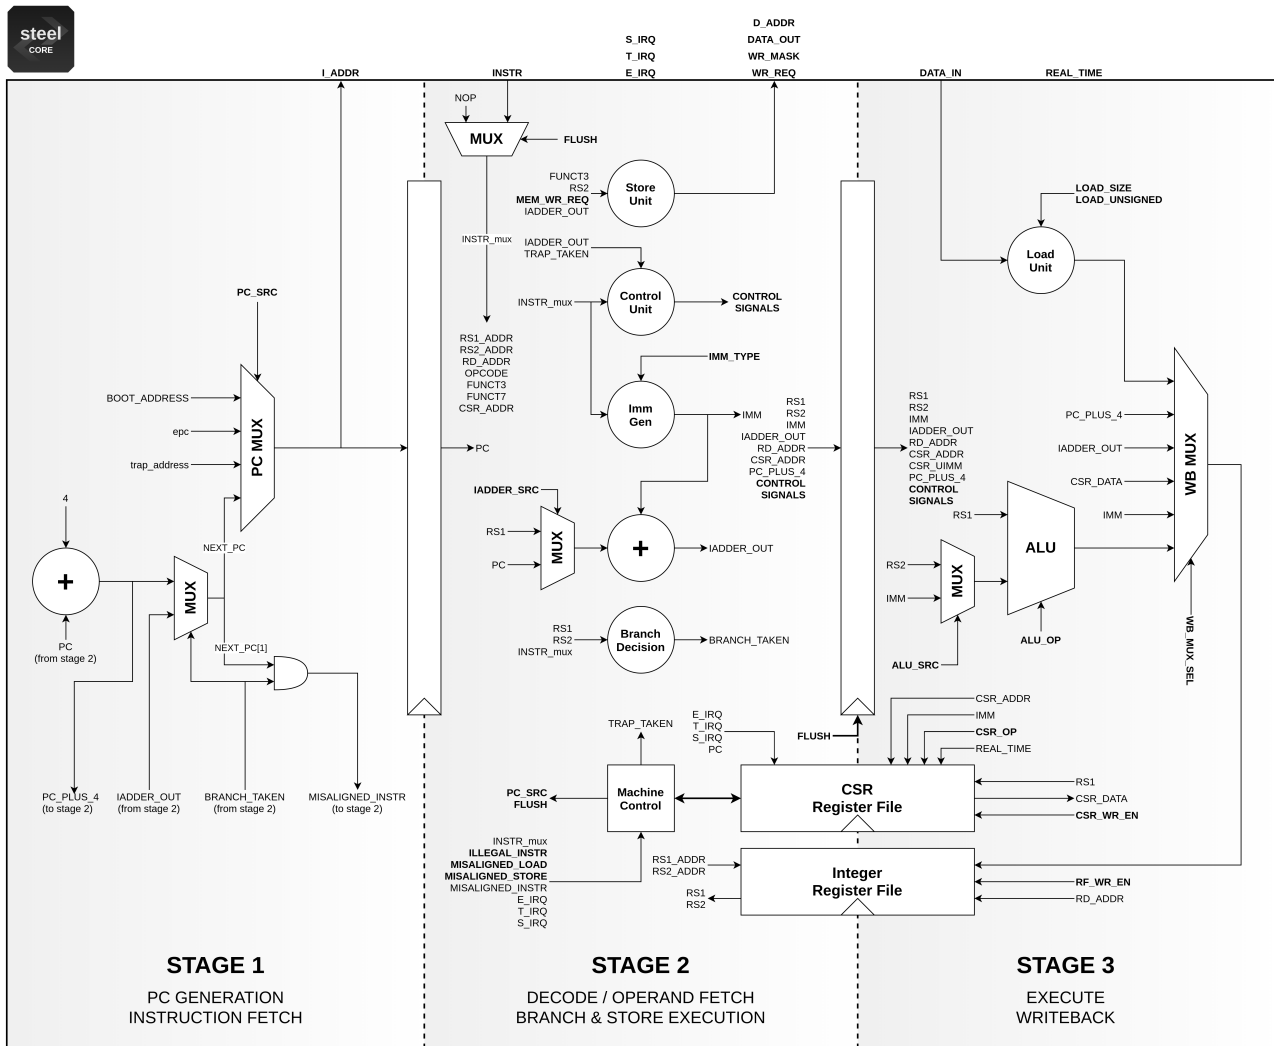 steel
CORE
I_ADDR
INSTR
S_IRQ
T_IRQ
E_IRQ
D_ADDR
DATA_OUT
WR_MASK
WR_REQ
DATA_IN
REAL_TIME
PC_SRC
BOOT_ADDRESS
epc
trap_address
PC MUX
4
+
PC
(from stage 2)
MUX
NEXT_PC
NEXT_PC[1]
PC_PLUS_4
(to stage 2)
IADDER_OUT
(from stage 2)
BRANCH_TAKEN
(from stage 2)
MISALIGNED_INSTR
(to stage 2)
NOP
MUX
FLUSH
INSTR_mux
RS1_ADDR
RS2_ADDR
RD_ADDR
OPCODE
FUNCT3
FUNCT7
CSR_ADDR
PC
FUNCT3
RS2
MEM_WR_REQ
IADDER_OUT
Store
Unit
IADDER_OUT
TRAP_TAKEN
INSTR_mux
Control
Unit
CONTROL
SIGNALS
IMM_TYPE
Imm
Gen
IMM
IADDER_SRC
RS1
PC
MUX
+
IADDER_OUT
RS1
RS2
INSTR_mux
Branch
Decision
BRANCH_TAKEN
RS1
RS2
IMM
IADDER_OUT
RD_ADDR
CSR_ADDR
PC_PLUS_4
CONTROL
SIGNALS
FLUSH
TRAP_TAKEN
E_IRQ
T_IRQ
S_IRQ
PC
PC_SRC
FLUSH
Machine
Control
INSTR_mux
ILLEGAL_INSTR
MISALIGNED_LOAD
MISALIGNED_STORE
MISALIGNED_INSTR
E_IRQ
T_IRQ
S_IRQ
CSR
Register File
RS1_ADDR
RS2_ADDR
RS1
RS2
Integer
Register File
LOAD_SIZE
LOAD_UNSIGNED
Load
Unit
RS1
RS2
IMM
IADDER_OUT
RD_ADDR
CSR_ADDR
CSR_UIMM
PC_PLUS_4
CONTROL
SIGNALS
RS1
RS2
IMM
MUX
ALU_SRC
ALU
ALU_OP
PC_PLUS_4
IADDER_OUT
CSR_DATA
IMM
WB MUX
WB_MUX_SEL
CSR_ADDR
IMM
CSR_OP
REAL_TIME
RS1
CSR_DATA
CSR_WR_EN
RF_WR_EN
RD_ADDR
STAGE 1
PC GENERATION
INSTRUCTION FETCH
STAGE 2
DECODE / OPERAND FETCH
BRANCH & STORE EXECUTION
STAGE 3
EXECUTE
WRITEBACK